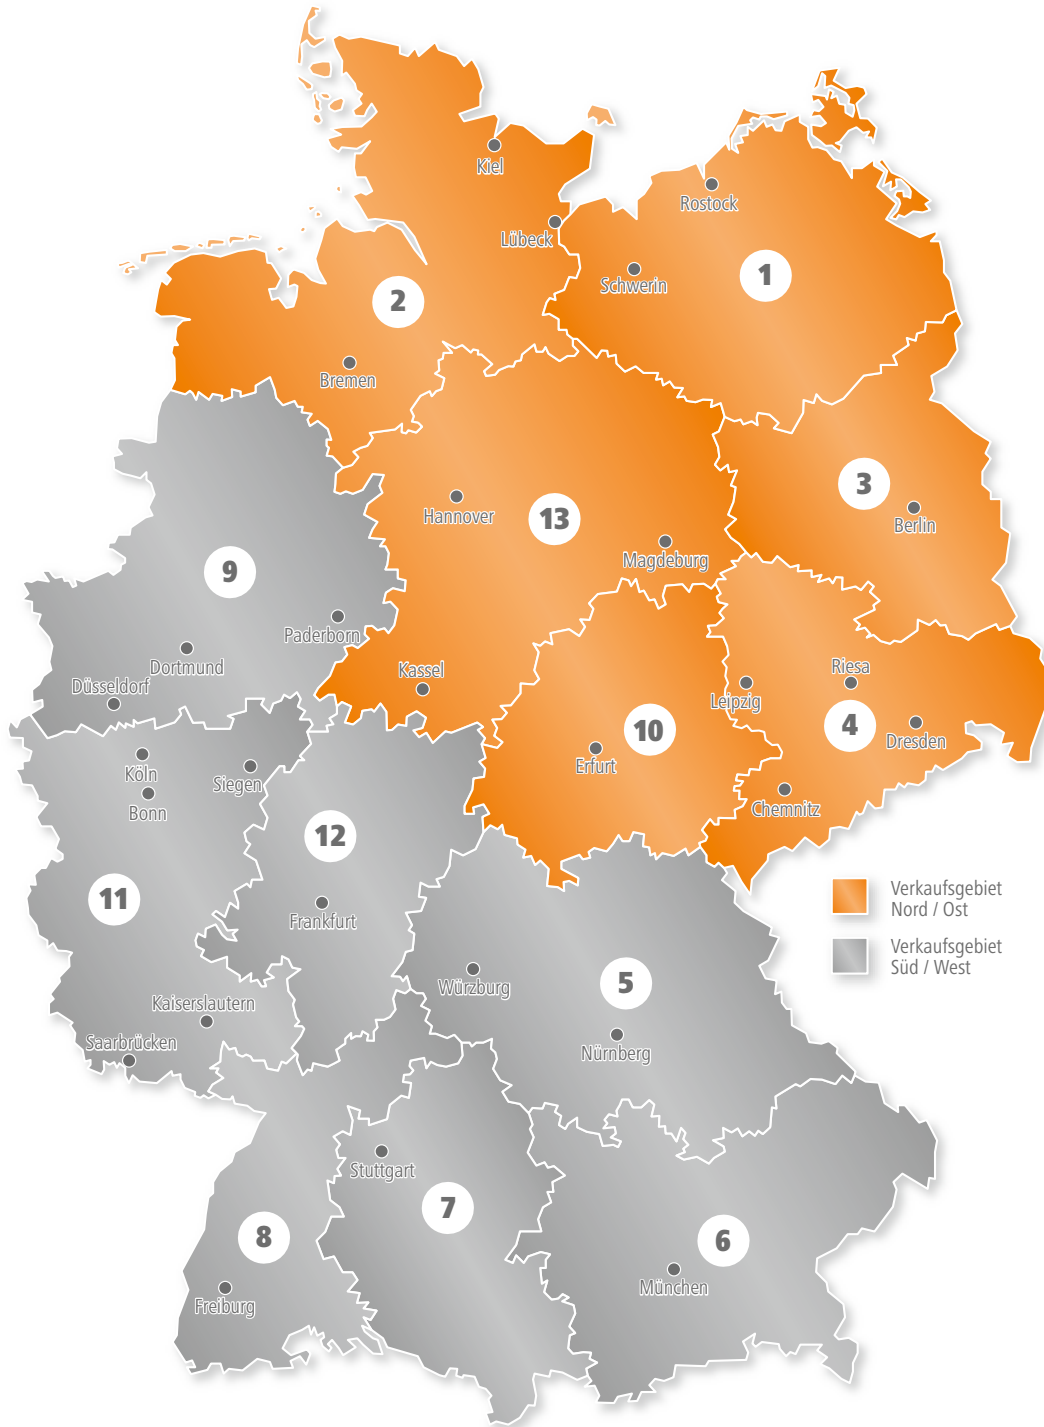 Kiel
Rostock
Lübeck
Schwerin
1
2
Bremen
3
Hannover
13
Berlin
Magdeburg
9
Paderborn
Dortmund
Kassel
Riesa
Düsseldorf
Leipzig
4
10
Dresden
Köln
Siegen
Erfurt
Bonn
Chemnitz
12
11
Frankfurt
Verkaufsgebiet
Nord / Ost
Verkaufsgebiet
Süd / West
Würzburg
5
Kaiserslautern
Saarbrücken
Nürnberg
Stuttgart
7
8
6
München
Freiburg